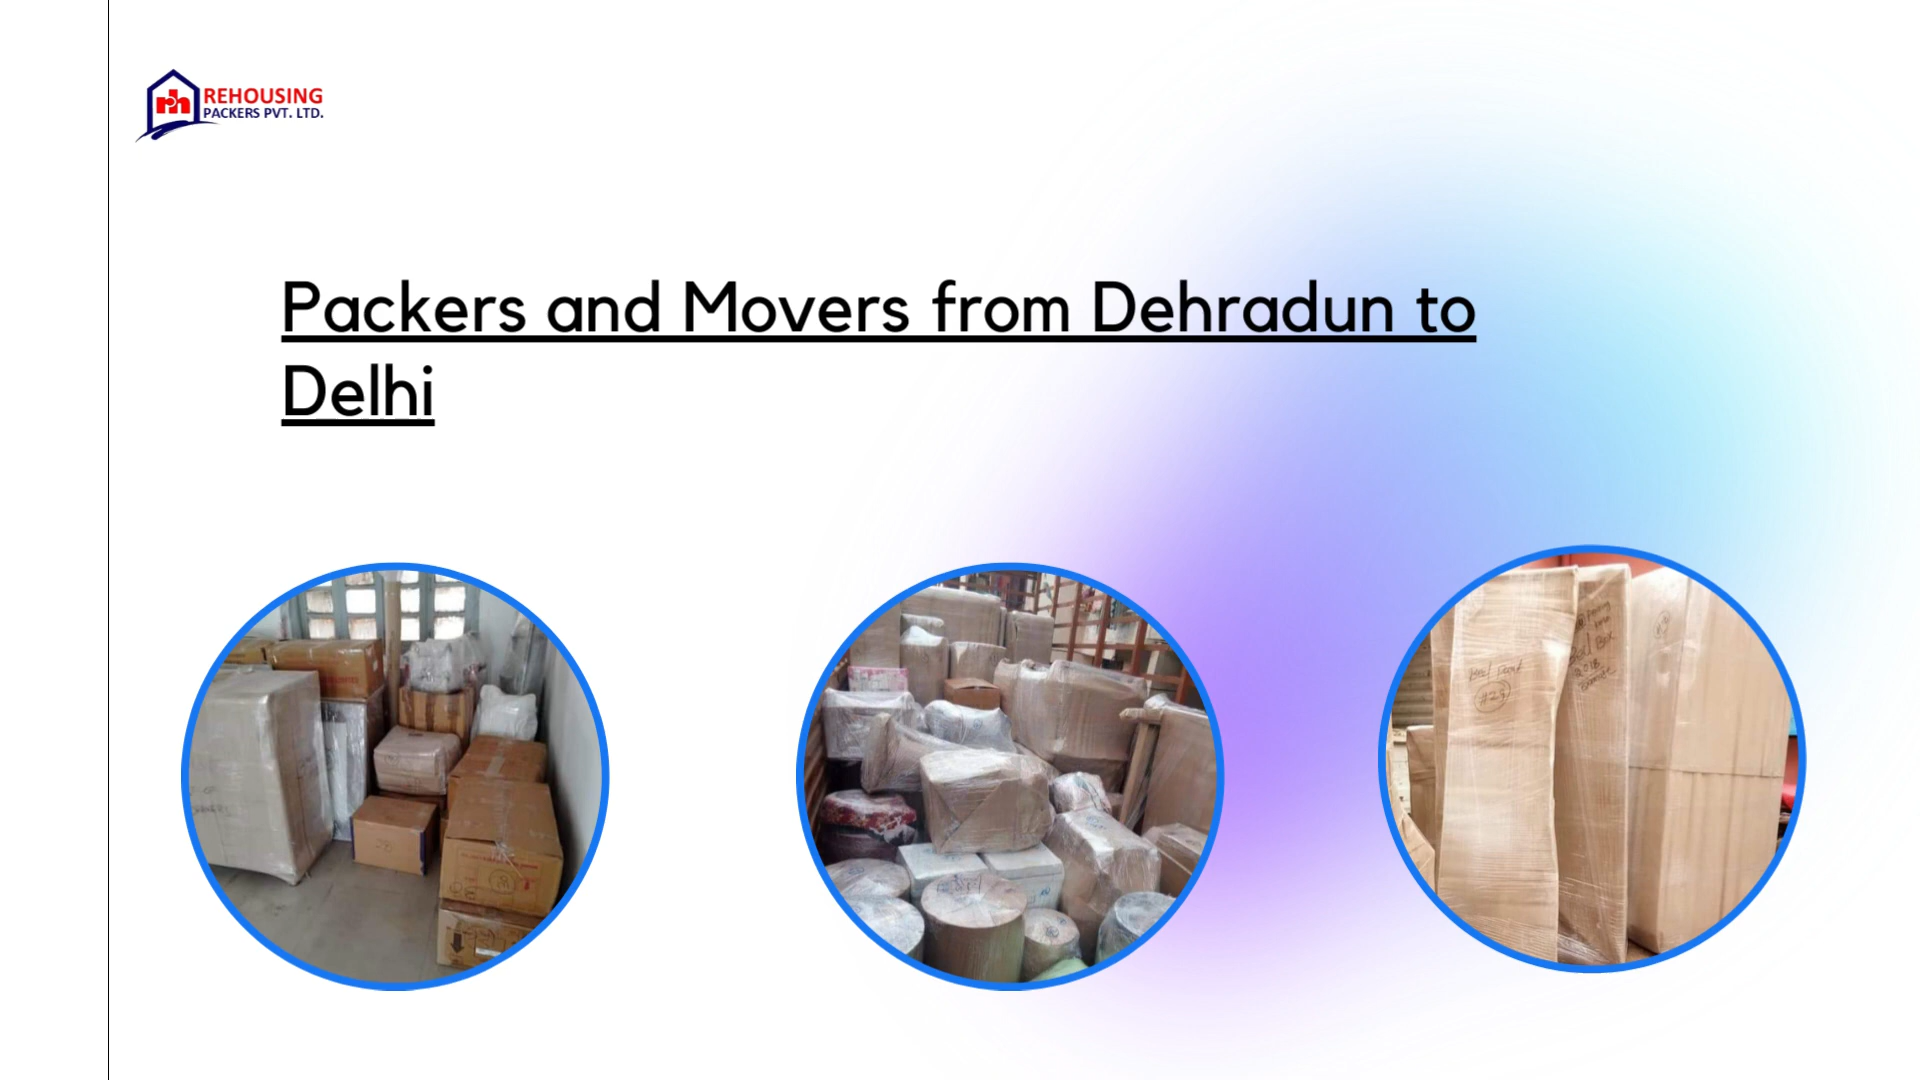 REHOUSING
PACKERS PVT. LTD.
Packers and Movers from Dehradun to
Delhi